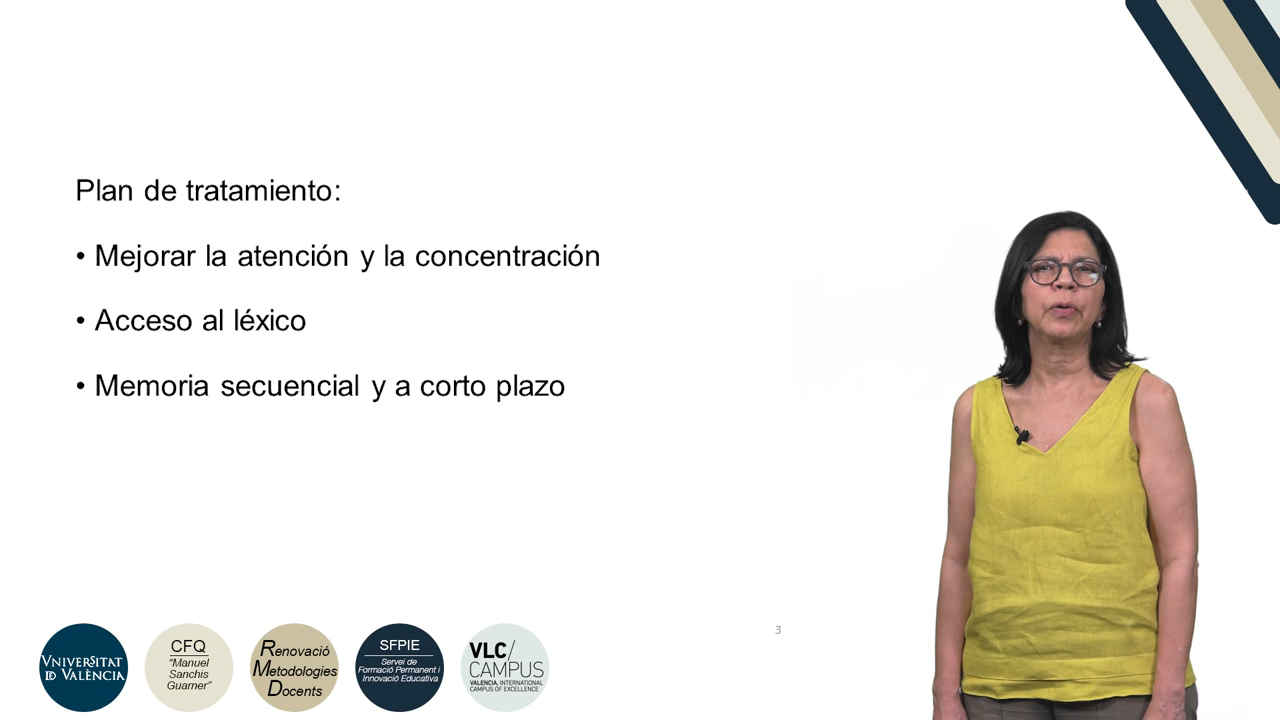 Plan de tratamiento:
• Mejorar la atención y la concentración
• Acceso al léxico
• Memoria secuencial y a corto plazo
3
VNIVERSITAT
ID VALÈNCIA
CFQ
"Manuel
Sanchis
Guarner"
Renovació
Metodologies
Docents
SFPIE
Servei de
Formació Permanent i
Innovació Educativa
VLC/
CAMPUS
VALENCIA, INTERNATIONAL
CAMPUS OF EXCELLENCE